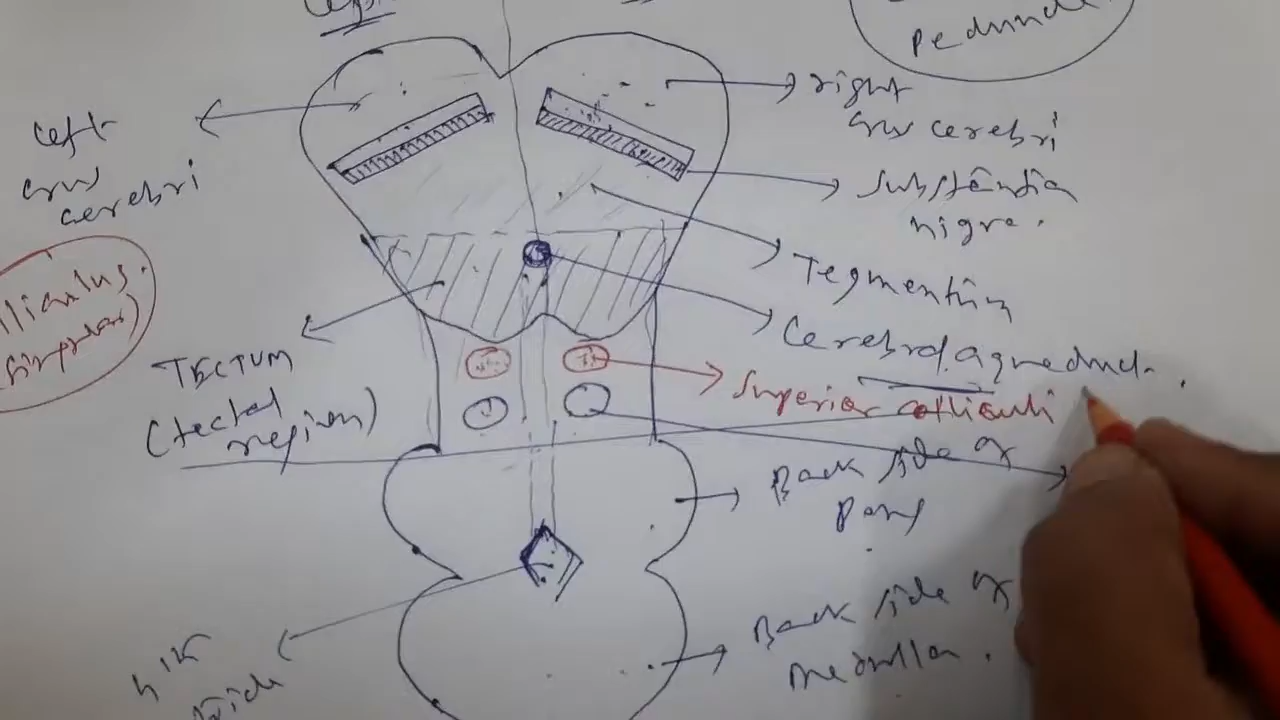 Peduncle
right
crus cerebri
left
crus
cerebri
Substantia
nigra.
Tegmentum
Cerebral aqueduct.
TECTUM
(tectal
region)
Superior colliculi
Back side of
pons
Back side of
medulla.